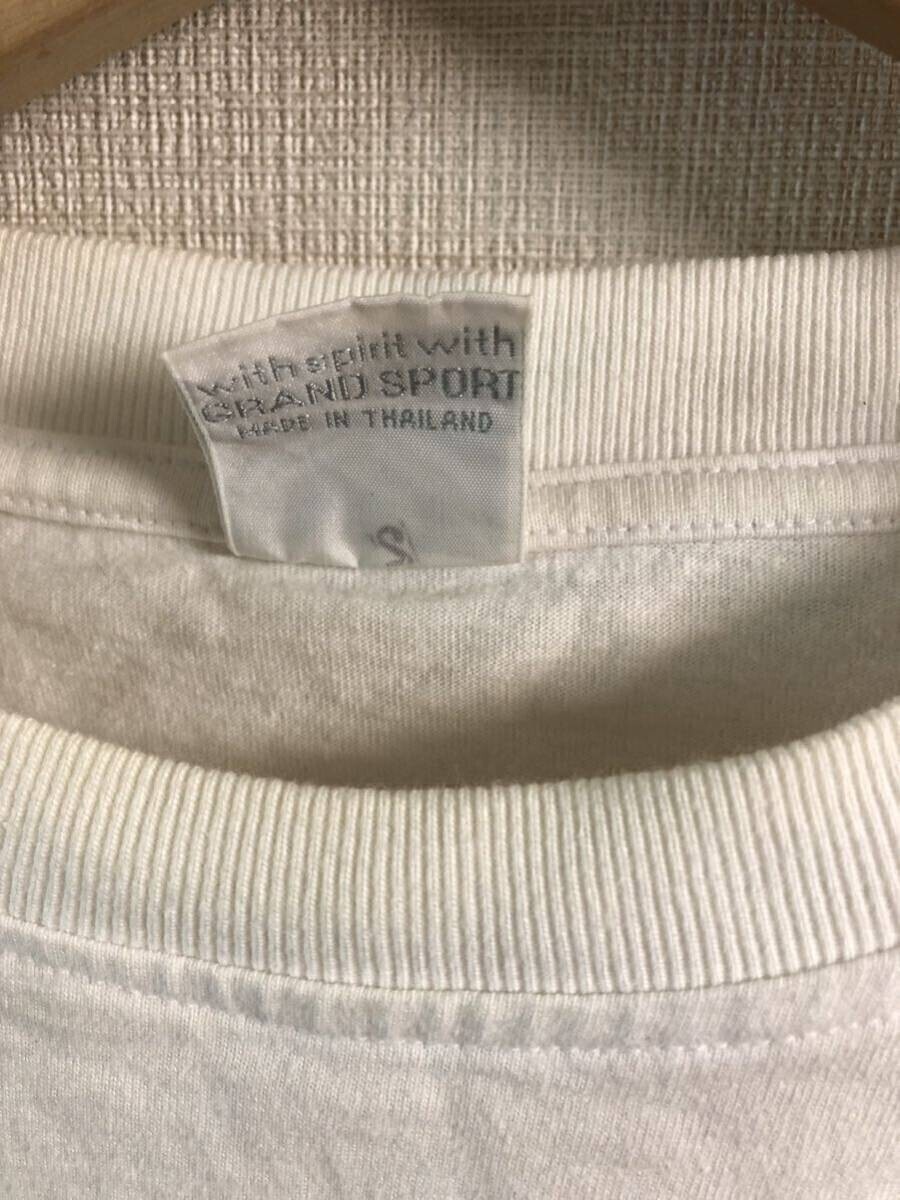 with spirit with
GRAND SPORT
MADE IN THAILAND
S